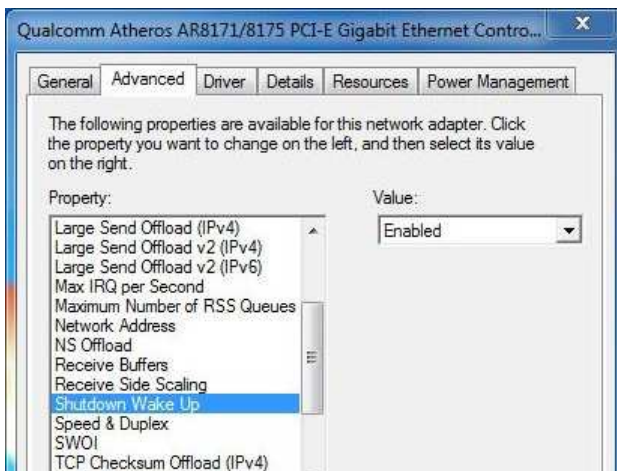 Qualcomm Atheros AR8171/8175 PCI-E Gigabit Ethernet Contro...
General Advanced Driver Details Resources Power Management
The following properties are available for this network adapter. Click
the property you want to change on the left, and then select its value
on the right.
Property:
Value:
Large Send Offload (IPv4)
Enabled
Large Send Offload v2 (IPv4)
Large Send Offload v2 (IPv6)
Max IRQ per Second
Maximum Number of RSS Queues
Network Address
NS Offload
Receive Buffers
Receive Side Scaling
Shutdown Wake Up
Speed & Duplex
SWOI
TCP Checksum Offload (IPv4)